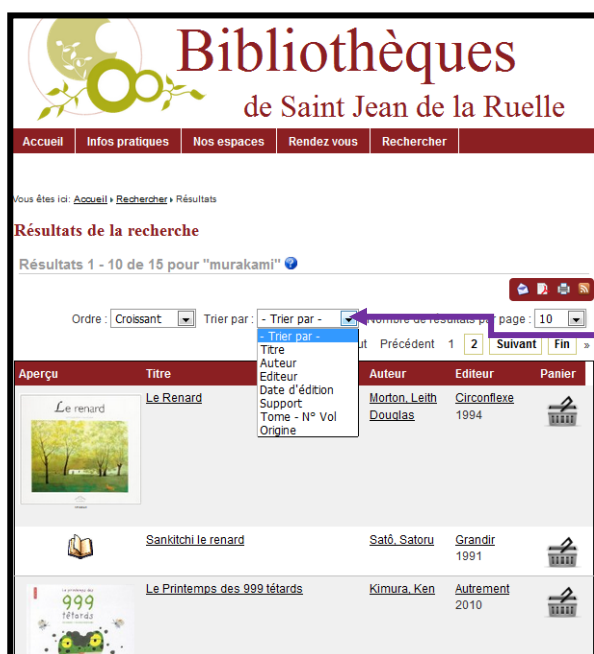 Bibliothèques
de Saint Jean de la Ruelle
Accueil Infos pratiques Nos espaces Rendez vous Rechercher
Vous êtes ici: Accueil Rechercher Résultats
Résultats de la recherche
Résultats 1 - 10 de 15 pour "murakami"
Ordre : Croissant Trier par : - Trier par - Nombre de résultats par page : 10
- Trier par -
Titre
Auteur
Editeur
Date d'édition
Support
Tome - N° Vol
Origine
Précédent 1 2 Suivant Fin »
Aperçu Titre Auteur Editeur Panier
Le renard
Le Renard Morton, Leith Douglas Circonflexe
1994
Sankitchi le renard Satô, Satoru Grandir
1991
Le Printemps des 999 têtards Kimura, Ken Autrement
2010
Le printemps des
999
têtards